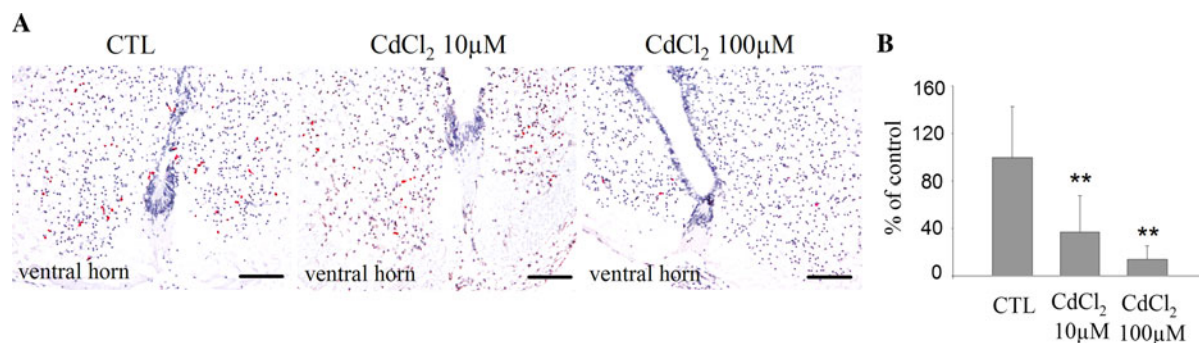 A
CTL
CdCl₂ 10µM
CdCl₂ 100µM
ventral horn
ventral horn
ventral horn
B
% of control
160
120
80
40
0
**
**
CTL
CdCl₂
10µM
CdCl₂
100µM